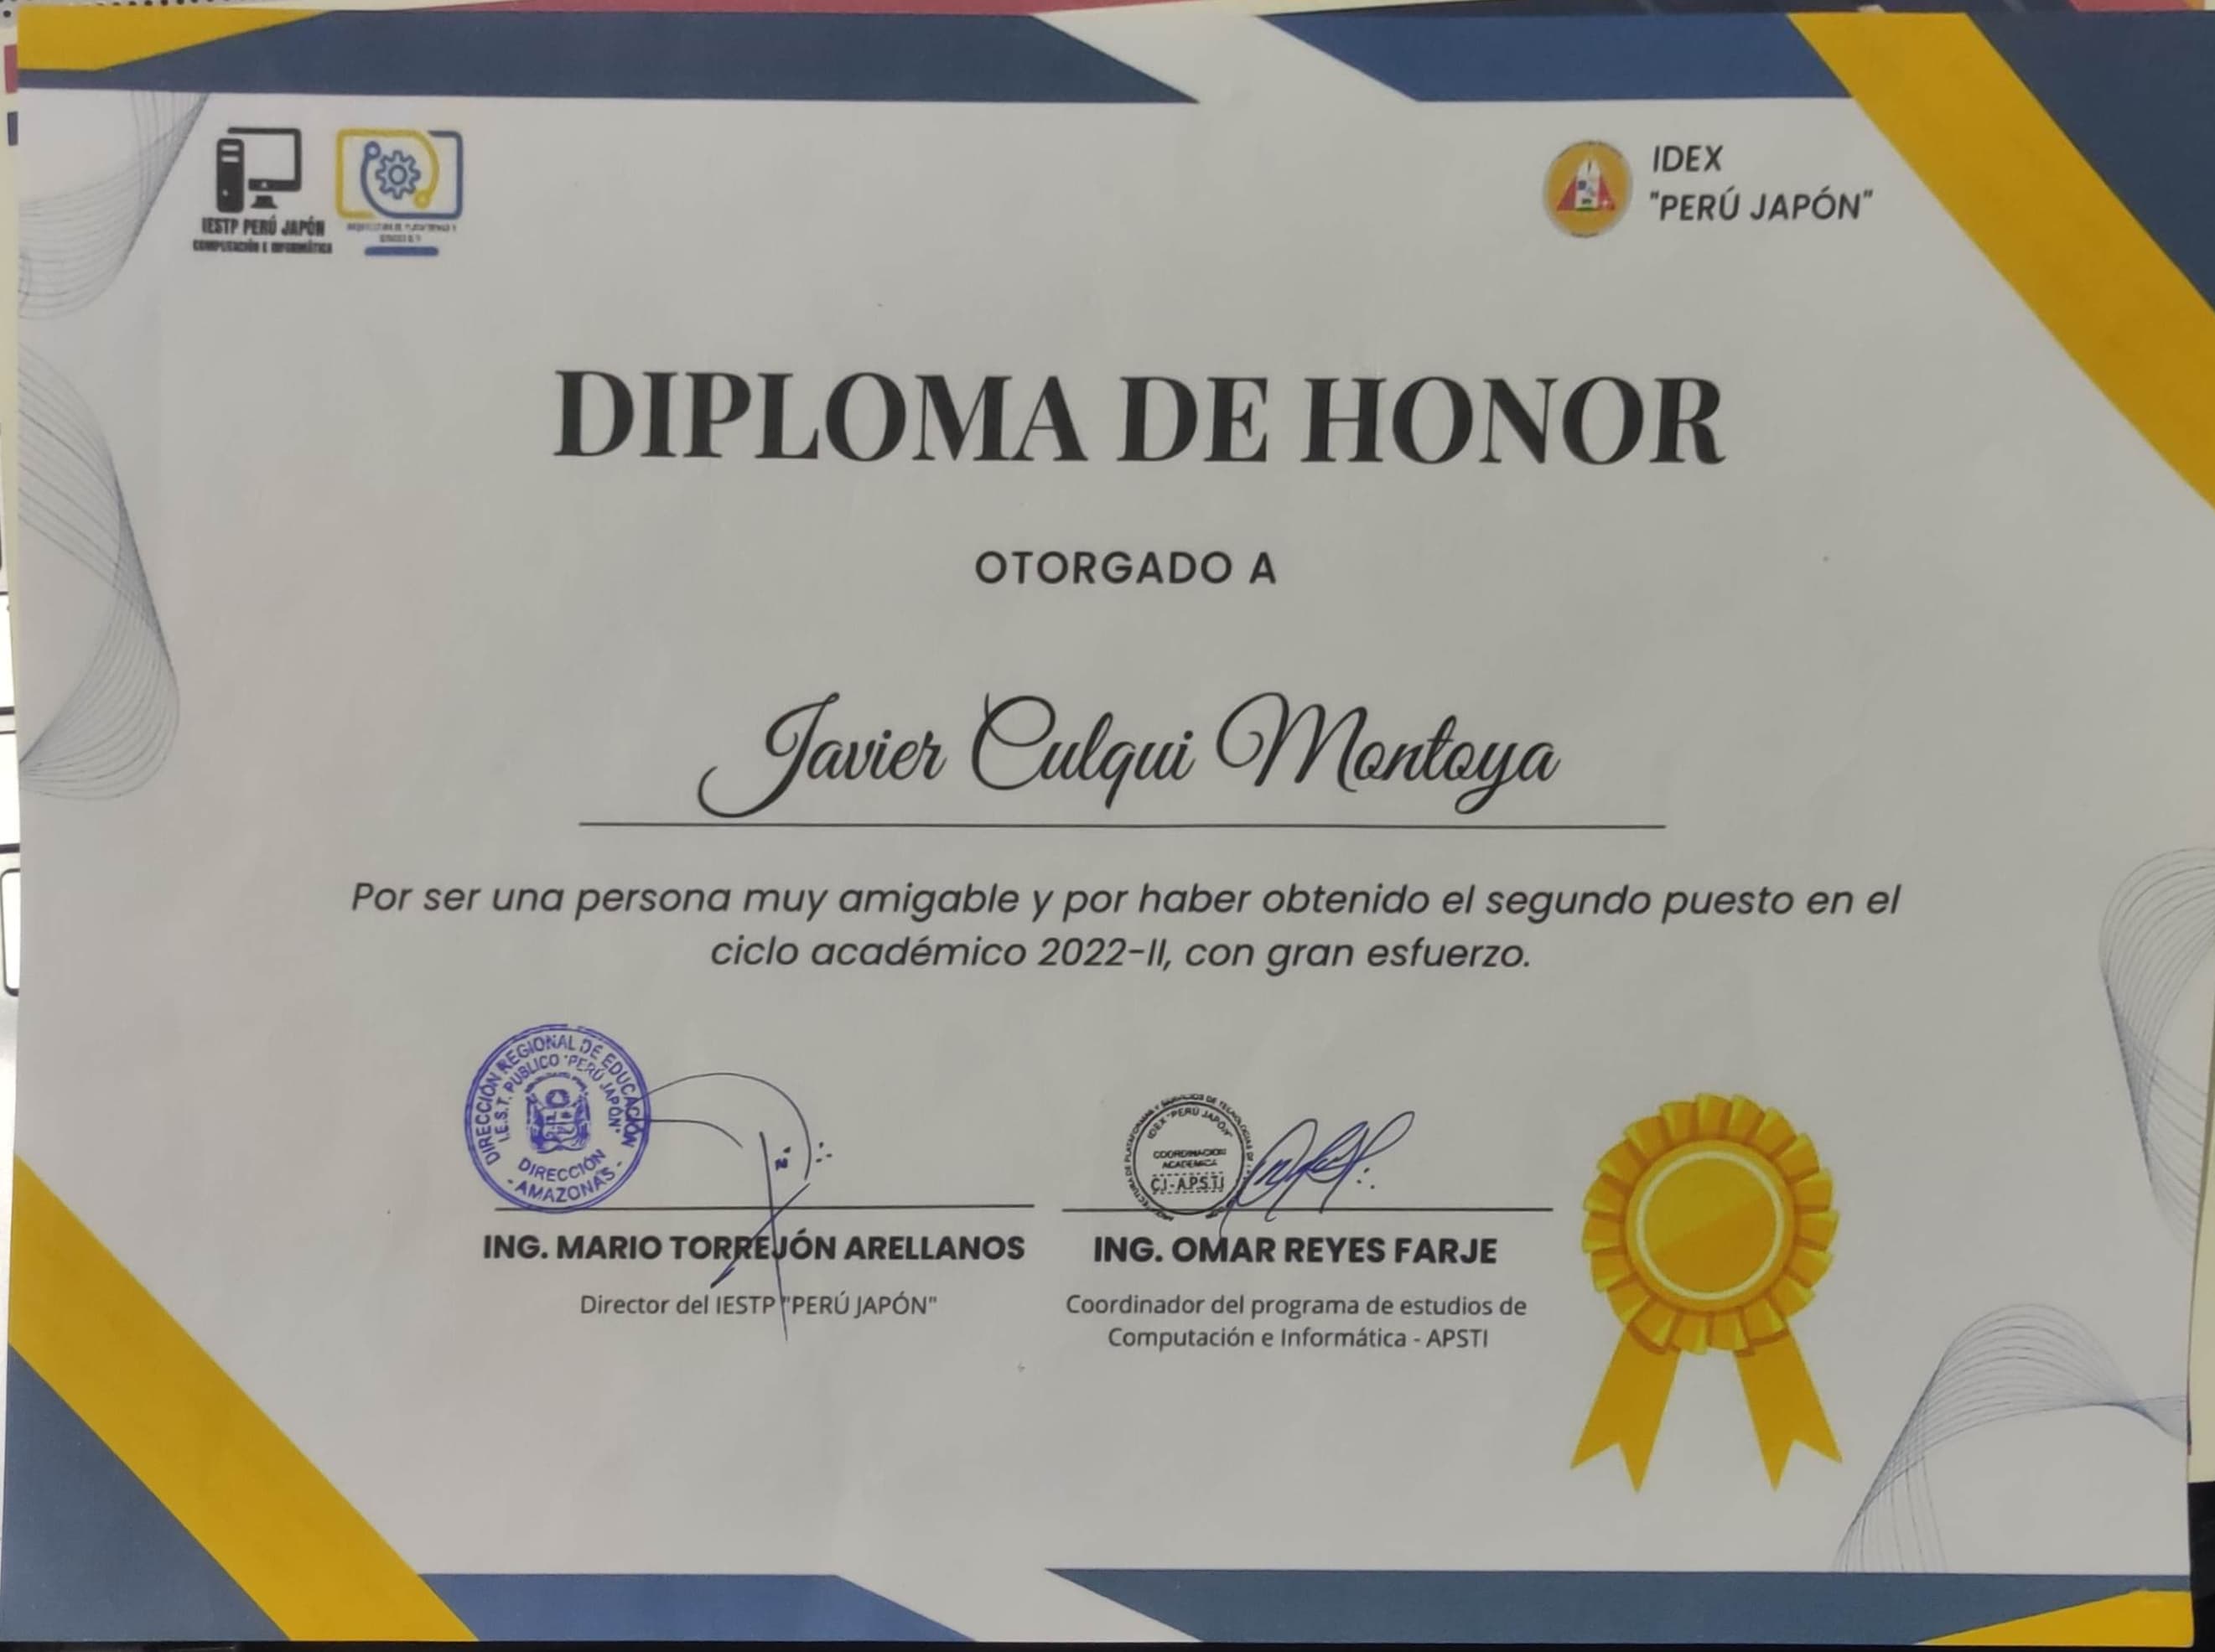 IESTP PERÚ JAPÓN
COMPUTACIÓN E INFORMÁTICA
IDEX
"PERÚ JAPÓN"
DIPLOMA DE HONOR
OTORGADO A
Javier Culqui Montoya
Por ser una persona muy amigable y por haber obtenido el segundo puesto en el
ciclo académico 2022-II, con gran esfuerzo.
DIRECCIÓN REGIONAL DE EDUCACIÓN
I.E.S.T. PÚBLICO "PERÚ JAPÓN"
DIRECCIÓN
- AMAZONAS -
IDEX "PERÚ JAPÓN"
COORDINACIÓN
ACADÉMICA
CI-APSTI
ING. MARIO TORREJÓN ARELLANOS
Director del IESTP "PERÚ JAPÓN"
ING. OMAR REYES FARJE
Coordinador del programa de estudios de
Computación e Informática - APSTI